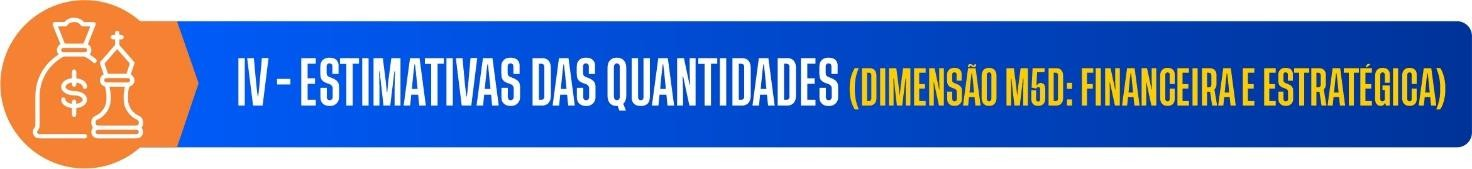 IV - ESTIMATIVAS DAS QUANTIDADES (DIMENSÃO M5D: FINANCEIRA E ESTRATÉGICA)